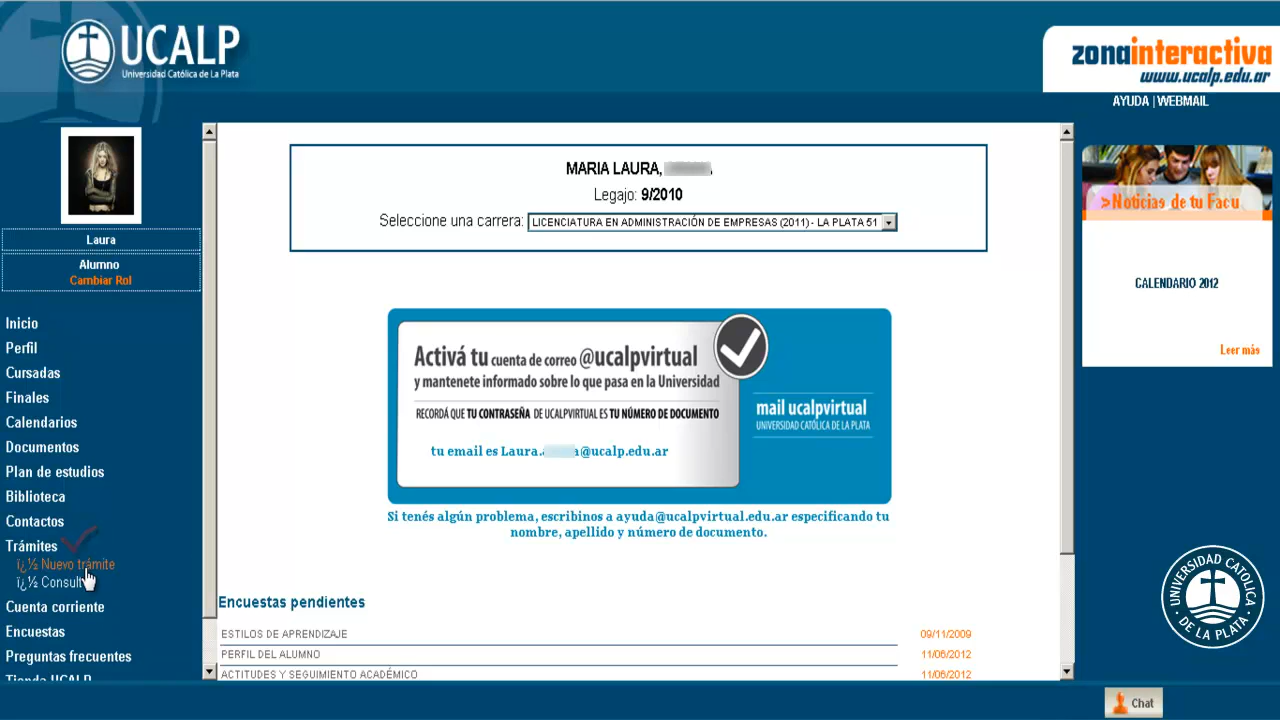 UCALP
Universidad Católica de La Plata
zonainteractiva
www.ucalp.edu.ar
AYUDA | WEBMAIL
Laura
Alumno
Cambiar Rol
Inicio
Perfil
Cursadas
Finales
Calendarios
Documentos
Plan de estudios
Biblioteca
Contactos
Trámites
ï¿½ Nuevo trámite
ï¿½ Consult
Cuenta corriente
Encuestas
Preguntas frecuentes
Tienda UCALP
MARIA LAURA,
Legajo: 9/2010
Seleccione una carrera: LICENCIATURA EN ADMINISTRACIÓN DE EMPRESAS (2011) - LA PLATA 51
Activá tu cuenta de correo @ucalpvirtual
y mantenete informado sobre lo que pasa en la Universidad
RECORDÁ QUE TU CONTRASEÑA DE UCALPVIRTUAL ES TU NÚMERO DE DOCUMENTO
tu email es Laura. @ucalp.edu.ar
mail ucalpvirtual
UNIVERSIDAD CATÓLICA DE LA PLATA
Si tenés algún problema, escribinos a ayuda@ucalpvirtual.edu.ar especificando tu
nombre, apellido y número de documento.
Encuestas pendientes
ESTILOS DE APRENDIZAJE 09/11/2009
PERFIL DEL ALUMNO 11/06/2012
ACTITUDES Y SEGUIMIENTO ACADÉMICO 11/06/2012
>Noticias de tu Facu
CALENDARIO 2012
Leer más
UNIVERSIDAD CATOLICA
DE LA PLATA
Chat